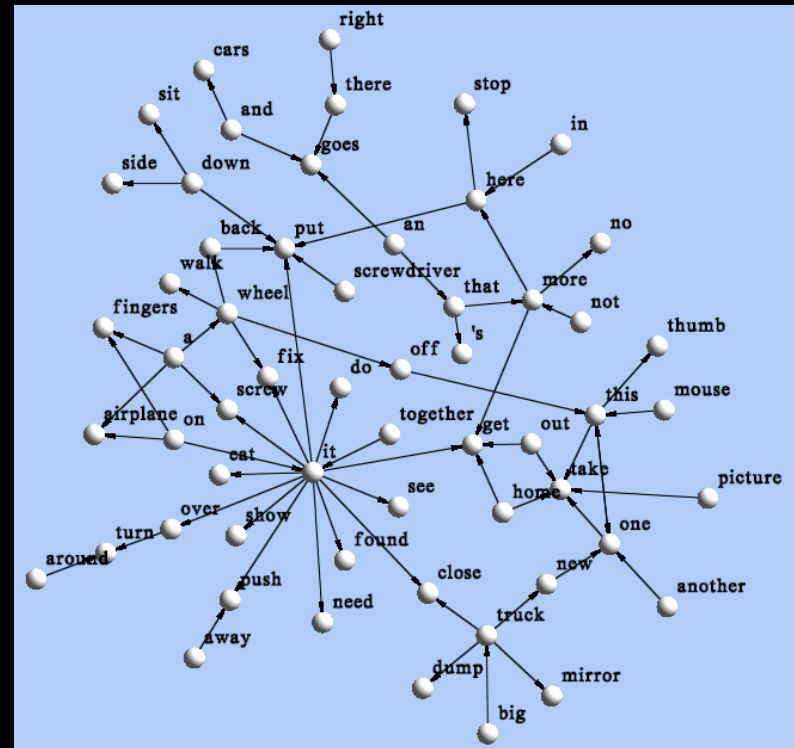 right
cars
there
stop
sit
and
in
goes
side
down
here
back
put
an
no
walk
screwdriver
more
wheel
that
fingers
not
a
's
thumb
fix
off
do
screw
this
mouse
airplane
on
together
get
out
it
take
cat
picture
see
home
over
show
turn
one
found
around
new
push
close
another
need
truck
away
dump
mirror
big